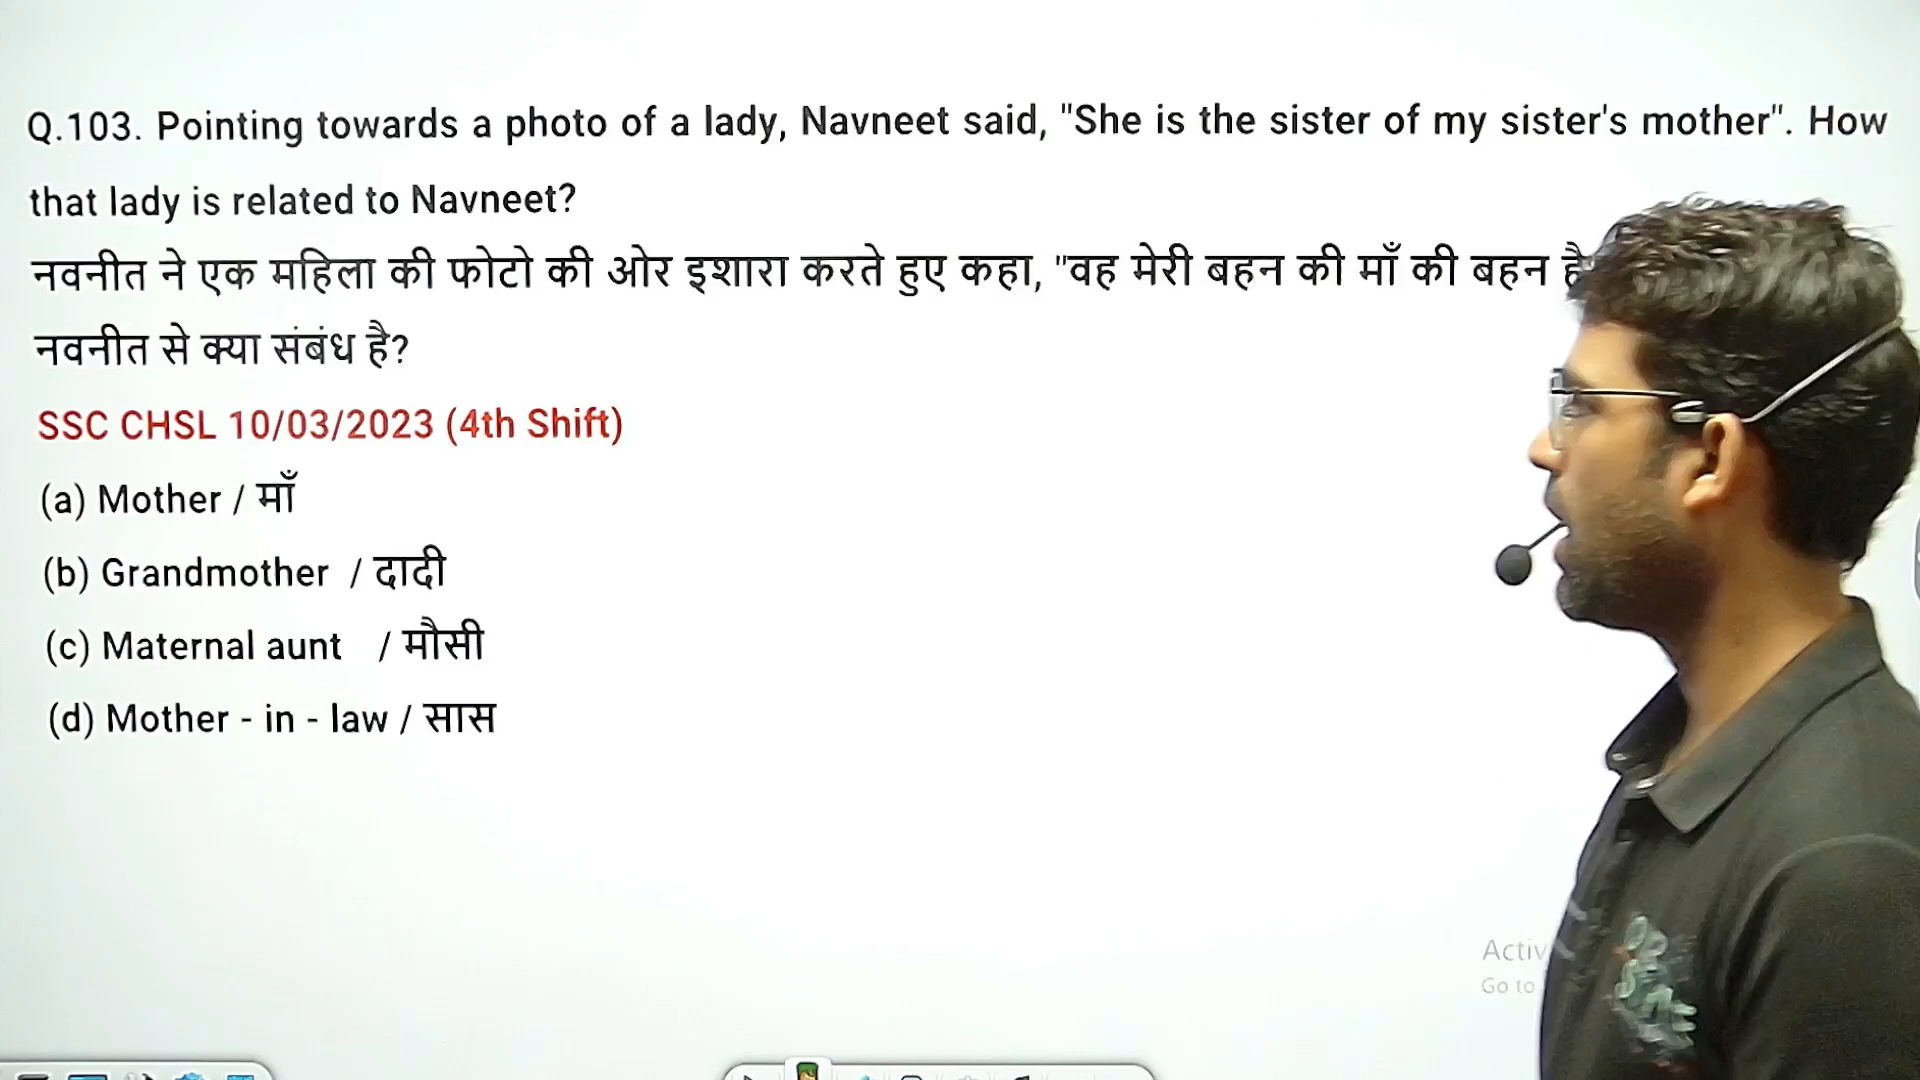 Q.103. Pointing towards a photo of a lady, Navneet said, "She is the sister of my sister's mother". How
that lady is related to Navneet?
नवनीत ने एक महिला की फोटो की ओर इशारा करते हुए कहा, "वह मेरी बहन की माँ की बहन है
नवनीत से क्या संबंध है?
SSC CHSL 10/03/2023 (4th Shift)
(a) Mother / माँ
(b) Grandmother / दादी
(c) Maternal aunt / मौसी
(d) Mother - in - law / सास
Go to